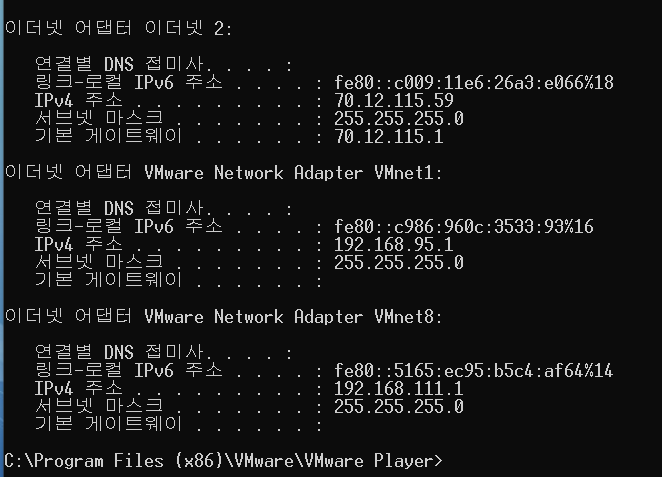 이더넷 어댑터 이더넷 2:
연결별 DNS 접미사. . . . :
링크-로컬 IPv6 주소 . . . . : fe80::c009:11e6:26a3:e066%18
IPv4 주소 . . . . . . . . . : 70.12.115.59
서브넷 마스크 . . . . . . . : 255.255.255.0
기본 게이트웨이 . . . . . . : 70.12.115.1
이더넷 어댑터 VMware Network Adapter VMnet1:
연결별 DNS 접미사. . . . :
링크-로컬 IPv6 주소 . . . . : fe80::c986:960c:3533:93%16
IPv4 주소 . . . . . . . . . : 192.168.95.1
서브넷 마스크 . . . . . . . : 255.255.255.0
기본 게이트웨이 . . . . . . :
이더넷 어댑터 VMware Network Adapter VMnet8:
연결별 DNS 접미사. . . . :
링크-로컬 IPv6 주소 . . . . : fe80::5165:ec95:b5c4:af64%14
IPv4 주소 . . . . . . . . . : 192.168.111.1
서브넷 마스크 . . . . . . . : 255.255.255.0
기본 게이트웨이 . . . . . . :
C:\Program Files (x86)\VMware\VMware Player>